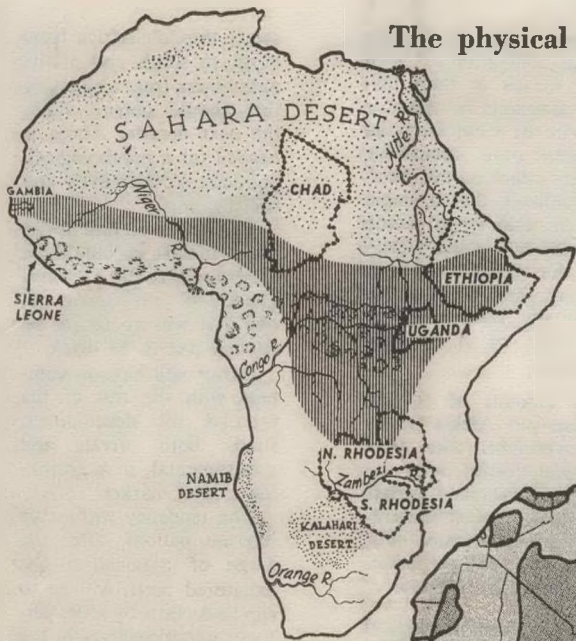 The physical
SAHARA DESERT
Nile R.
GAMBIA
Niger
CHAD
SIERRA
LEONE
ETHIOPIA
UGANDA
Congo R.
N. RHODESIA
Zambezi R.
NAMIB
DESERT
S. RHODESIA
KALAHARI
DESERT
Orange R.